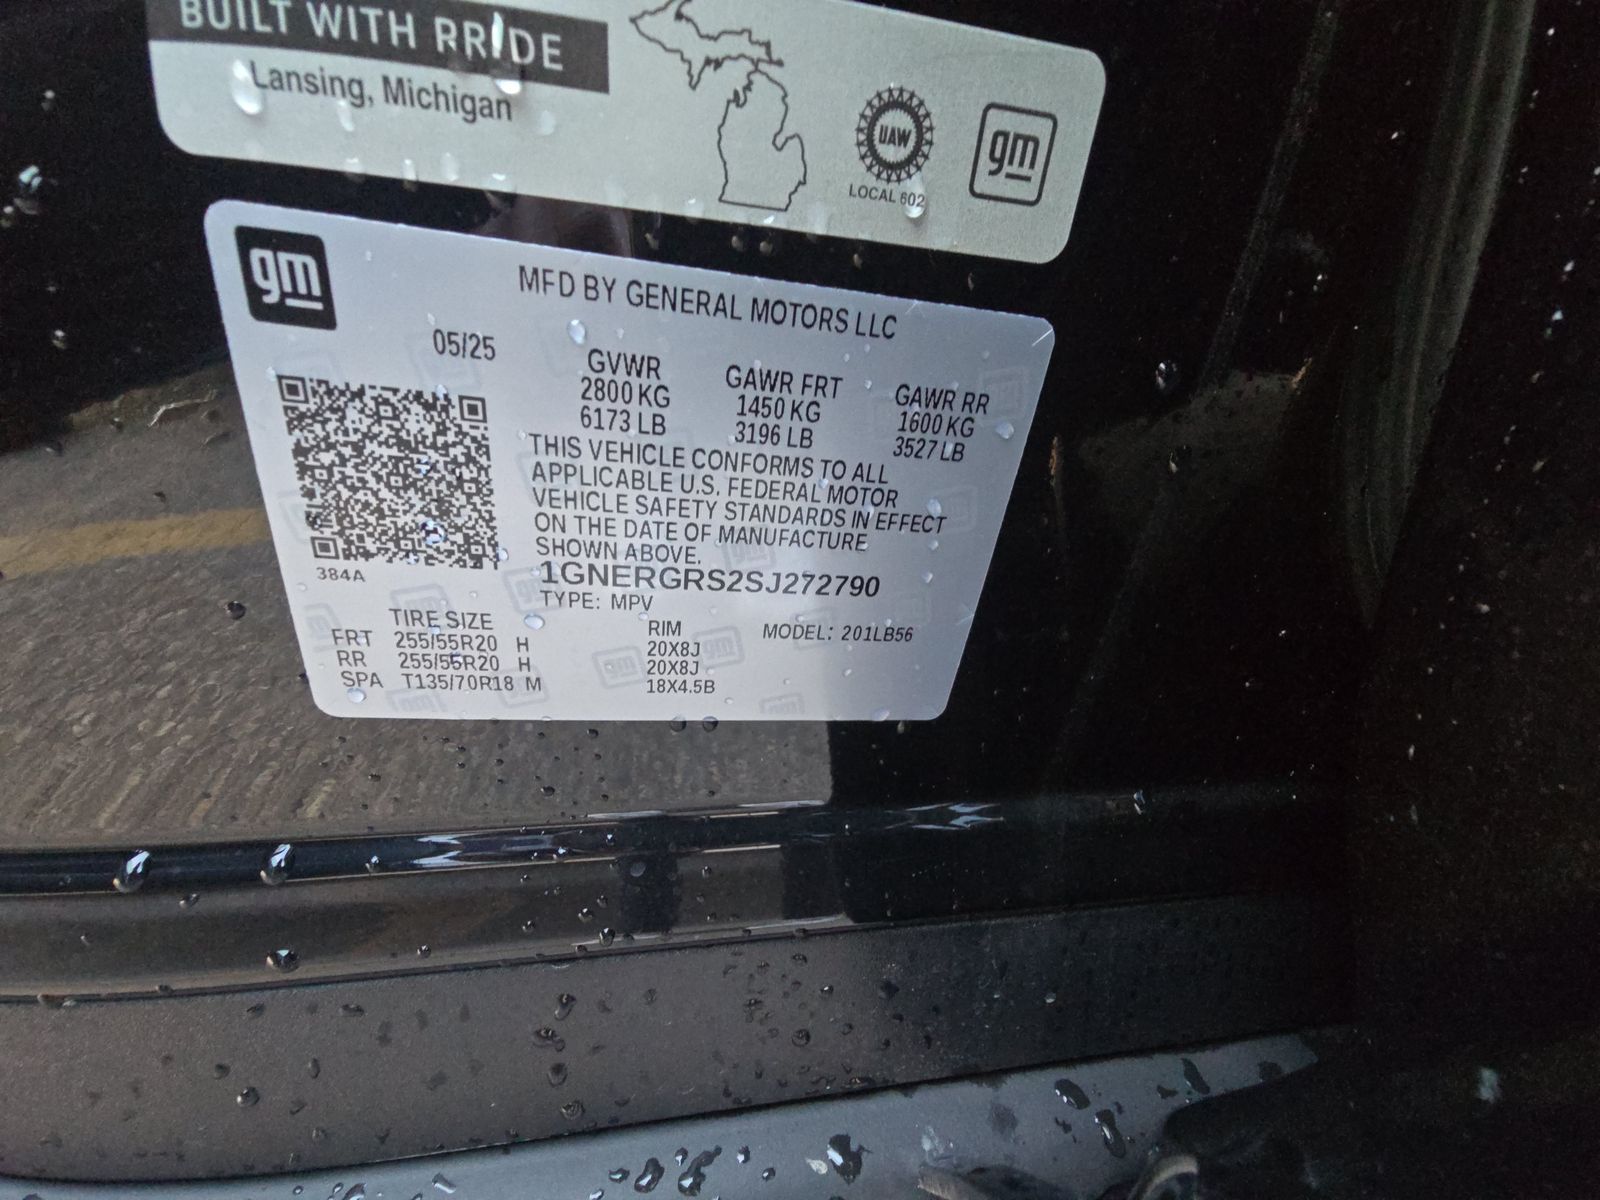 BUILT WITH PRIDE
Lansing, Michigan
UAW
LOCAL 602
gm
gm
MFD BY GENERAL MOTORS LLC
05/25
GVWR GAWR FRT GAWR RR
2800 KG 1450 KG 1600 KG
6173 LB 3196 LB 3527 LB
THIS VEHICLE CONFORMS TO ALL
APPLICABLE U.S. FEDERAL MOTOR
VEHICLE SAFETY STANDARDS IN EFFECT
ON THE DATE OF MANUFACTURE
SHOWN ABOVE.
384A
1GNERGRS2SJ272790
TYPE: MPV
TIRE SIZE RIM MODEL: 201LB56
FRT 255/55R20 H 20X8J
RR 255/55R20 H 20X8J
SPA T135/70R18 M 18X4.5B